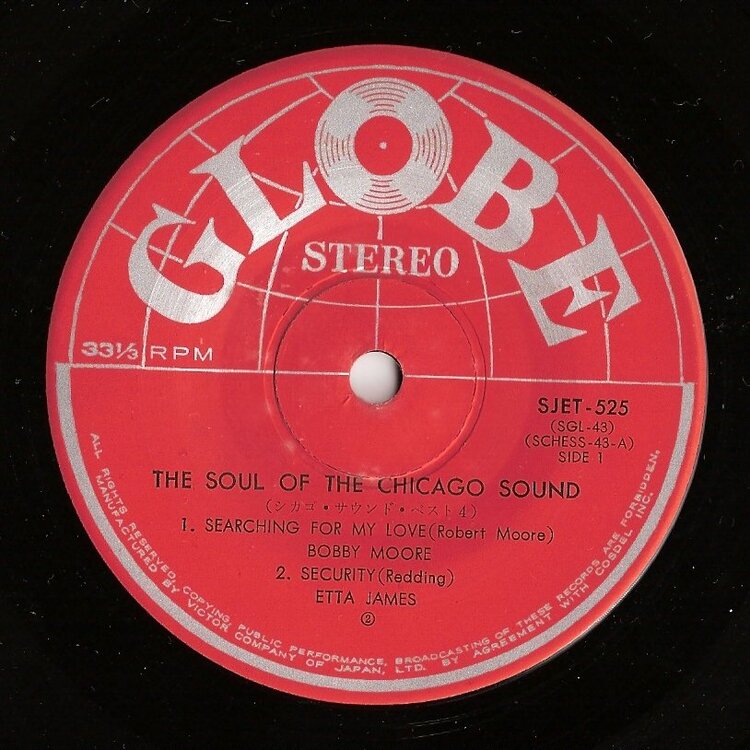 GLOBE
STEREO
33⅓ RPM
SJET-525
(SGL-43)
(SCHESS-43-A)
SIDE 1
THE SOUL OF THE CHICAGO SOUND
(シカゴ・サウンド・ベスト4)
1. SEARCHING FOR MY LOVE(Robert Moore)
BOBBY MOORE
2. SECURITY(Redding)
ETTA JAMES
②
ALL RIGHTS RESERVED, COPYING, PUBLIC PERFORMANCE, BROADCASTING OF THESE RECORDS ARE FORBIDDEN.
MANUFACTURED BY VICTOR COMPANY OF JAPAN, LTD. BY AGREEMENT WITH COSDEL INC.